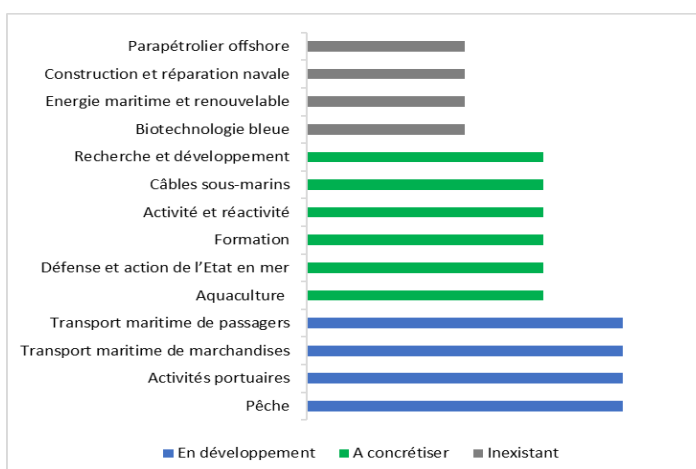 Parapétrolier offshore
Construction et réparation navale
Energie maritime et renouvelable
Biotechnologie bleue
Recherche et développement
Câbles sous-marins
Activité et réactivité
Formation
Défense et action de l’Etat en mer
Aquaculture
Transport maritime de passagers
Transport maritime de marchandises
Activités portuaires
Pêche
En développement A concrétiser Inexistant